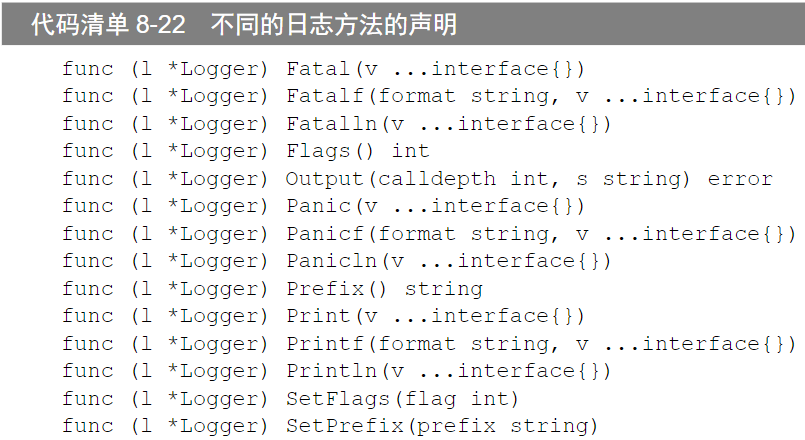 代码清单 8-22 不同的日志方法的声明
func (l *Logger) Fatal(v ...interface{})
func (l *Logger) Fatalf(format string, v ...interface{})
func (l *Logger) Fatalln(v ...interface{})
func (l *Logger) Flags() int
func (l *Logger) Output(calldepth int, s string) error
func (l *Logger) Panic(v ...interface{})
func (l *Logger) Panicf(format string, v ...interface{})
func (l *Logger) Panicln(v ...interface{})
func (l *Logger) Prefix() string
func (l *Logger) Print(v ...interface{})
func (l *Logger) Printf(format string, v ...interface{})
func (l *Logger) Println(v ...interface{})
func (l *Logger) SetFlags(flag int)
func (l *Logger) SetPrefix(prefix string)